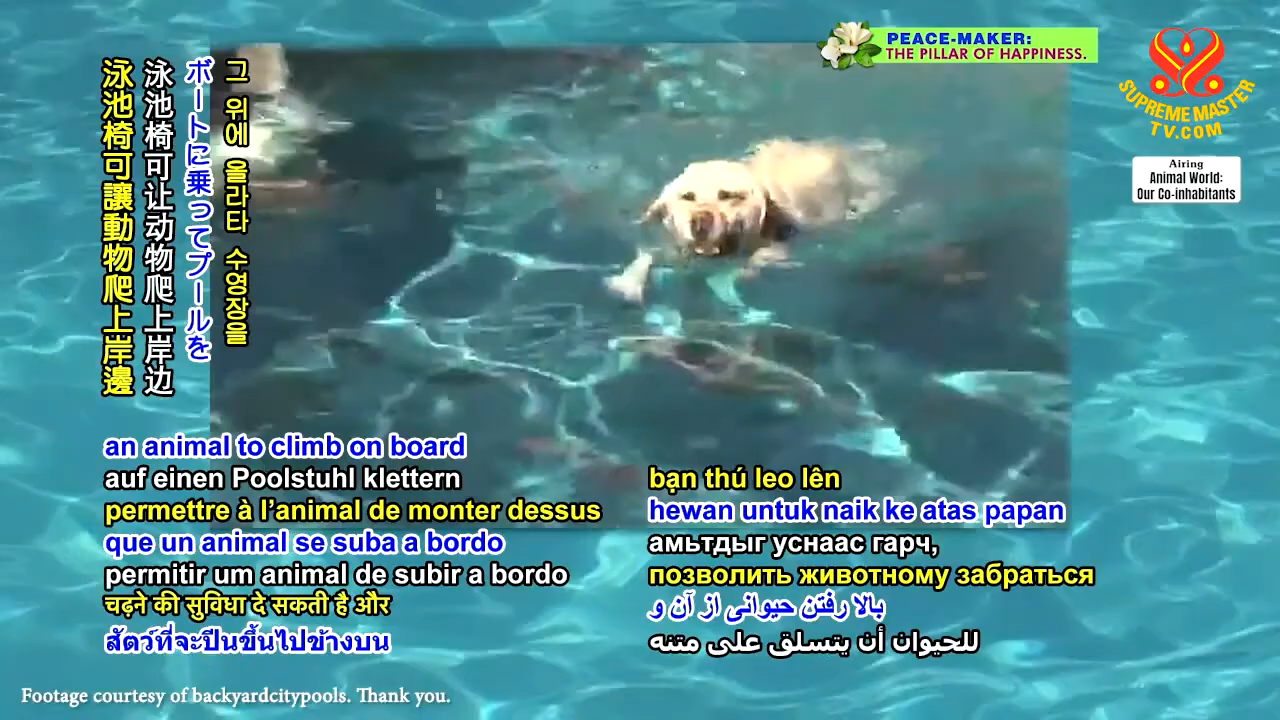 PEACE-MAKER:
THE PILLAR OF HAPPINESS.
SUPREME MASTER
TV.COM
Airing
Animal World:
Our Co-inhabitants
泳池椅可讓動物爬上岸邊
泳池椅可让动物爬上岸边
ボートに乗ってプールを
그 위에 올라타 수영장을
an animal to climb on board
auf einen Poolstuhl klettern
permettre à l’animal de monter dessus
que un animal se suba a bordo
permitir um animal de subir a bordo
चढ़ने की सुविधा दे सकती है और
สัตว์ที่จะปีนขึ้นไปข้างบน
bạn thú leo lên
hewan untuk naik ke atas papan
амьтдыг уснаас гарч,
позволить животному забраться
بالا رفتن حیوانی از آن و
للحيوان أن يتسلق على متنه
Footage courtesy of backyardcitypools. Thank you.